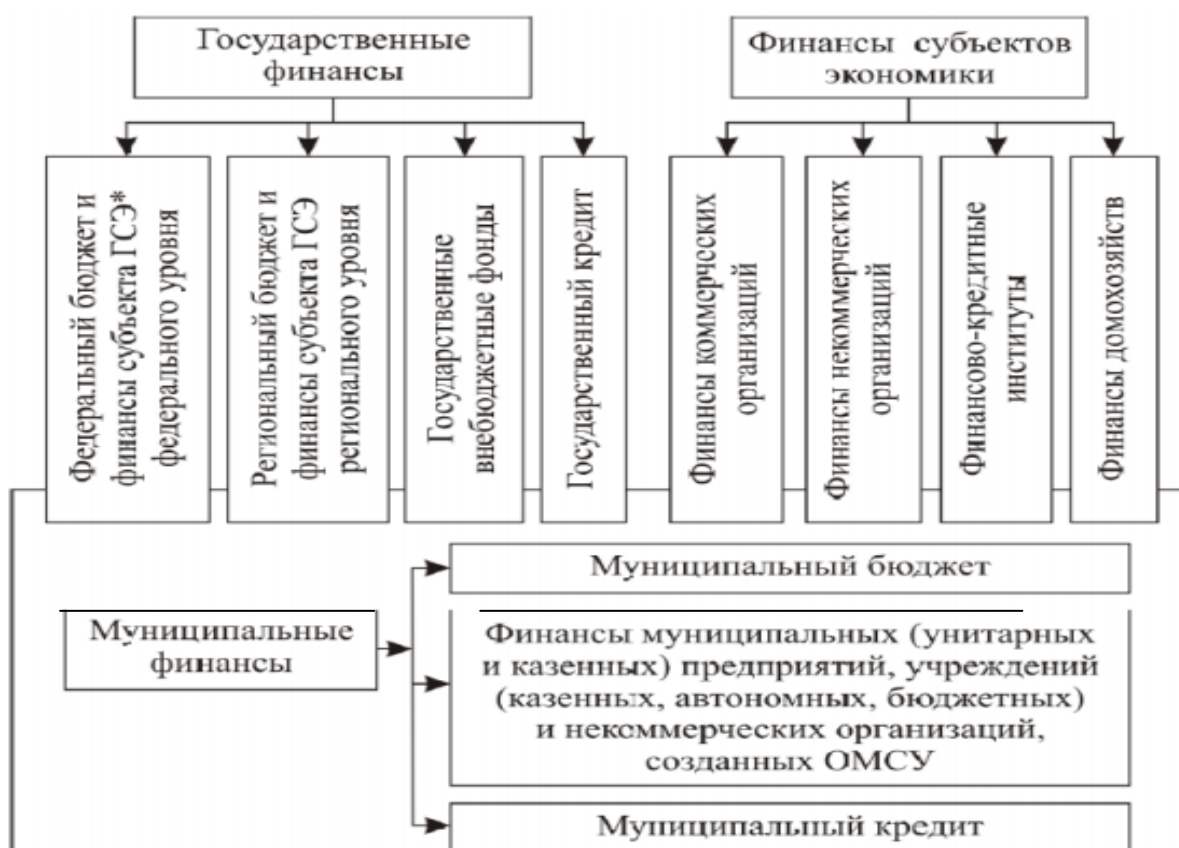 Государственные
финансы
Финансы субъектов
экономики
Федеральный бюджет и
финансы субъекта ГСЭ*
федерального уровня
Региональный бюджет и
финансы субъекта ГСЭ
регионального уровня
Государственные
внебюджетные фонды
Государственный кредит
Финансы коммерческих
организаций
Финансы некоммерческих
организаций
Финансово-кредитные
институты
Финансы домохозяйств
Муниципальные
финансы
Муниципальный бюджет
Финансы муниципальных (унитарных
и казенных) предприятий, учреждений
(казенных, автономных, бюджетных)
и некоммерческих организаций,
созданных ОМСУ
Муниципальный кредит